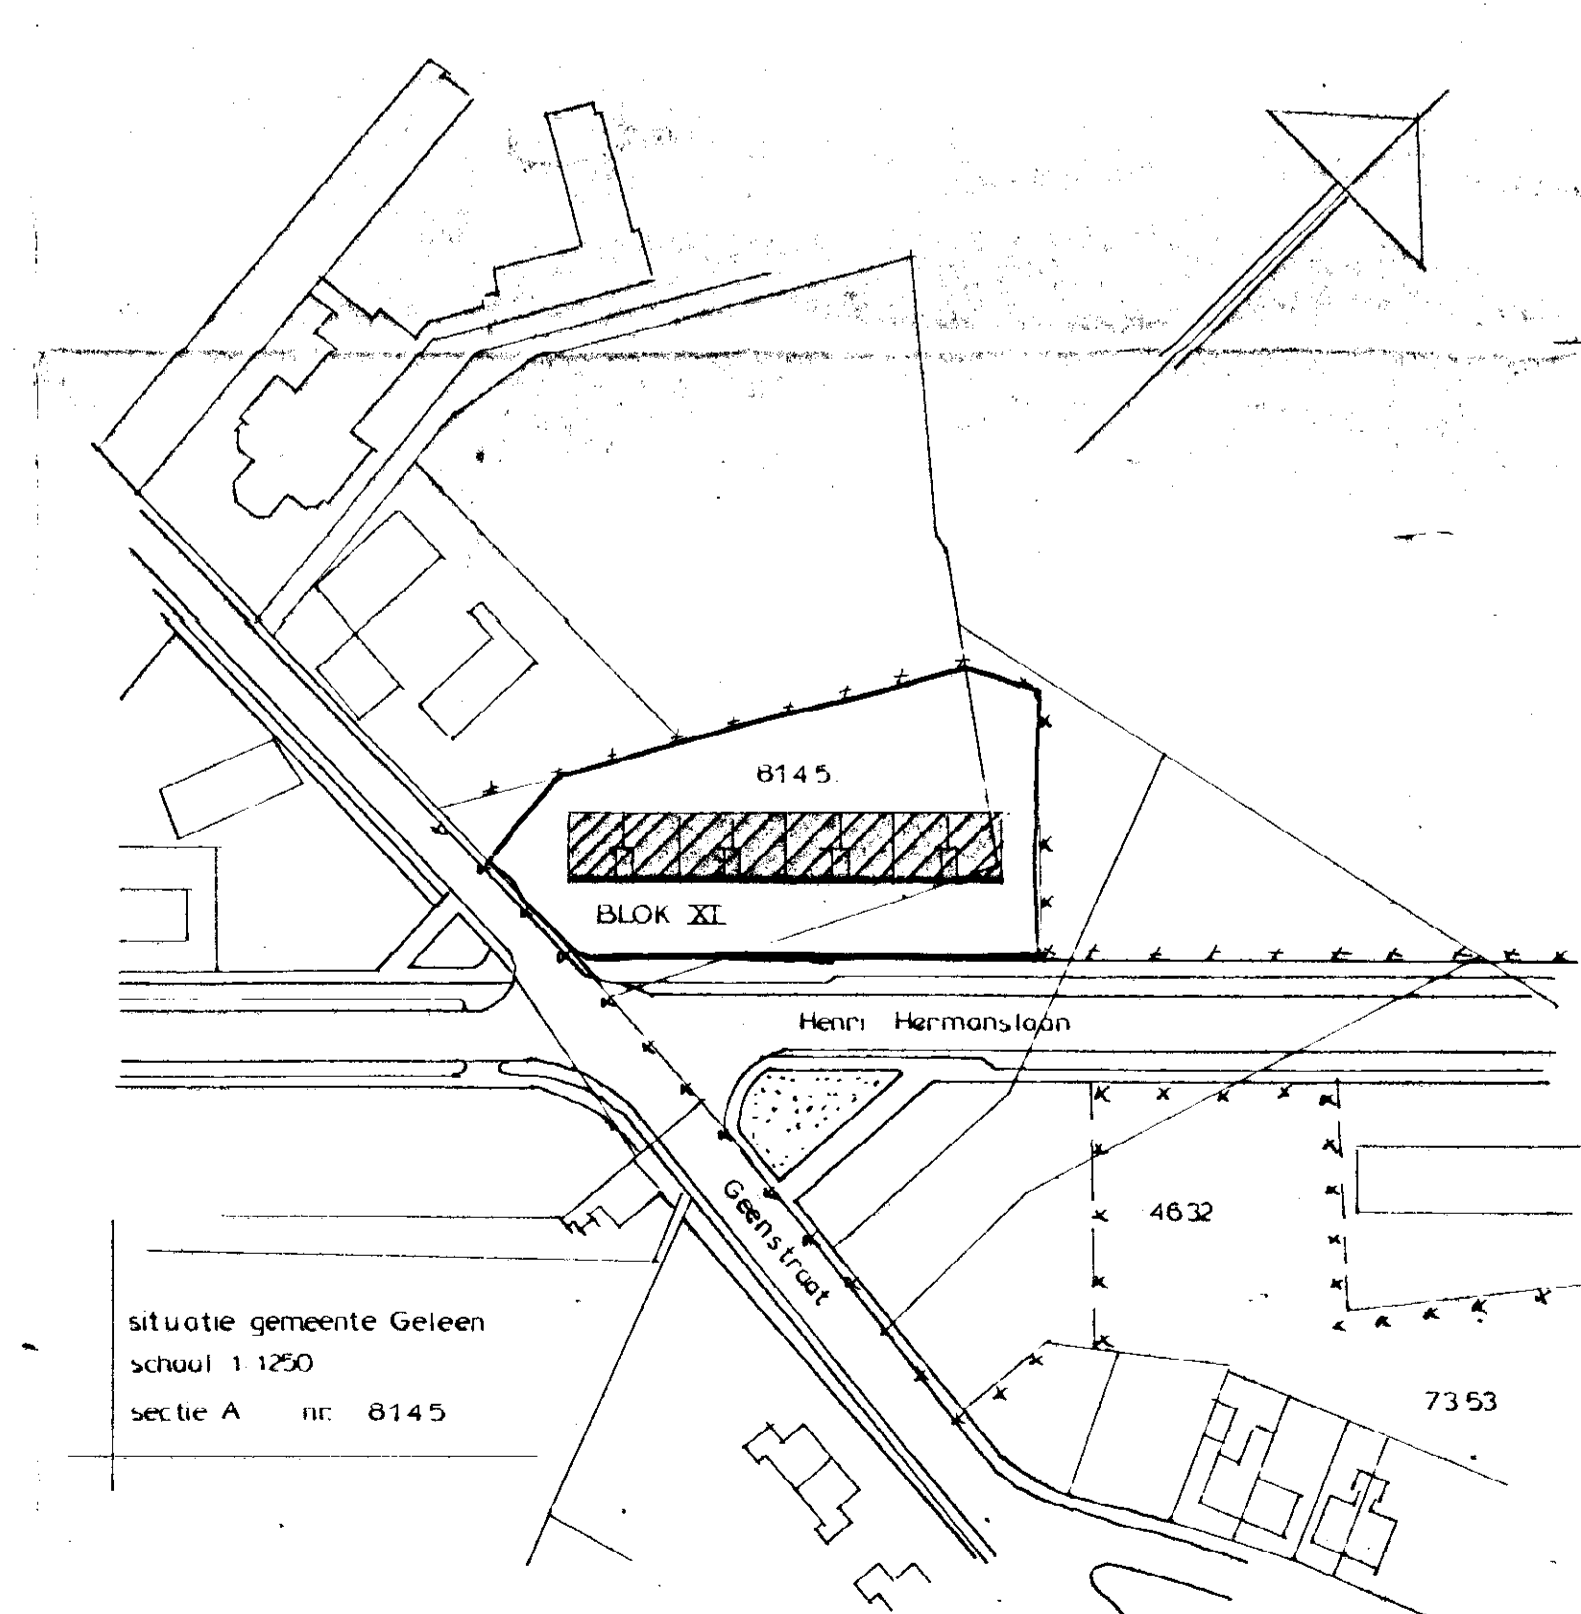 8145.
BLOK XI
Henri Hermanslaan
Geenstraat
4632
7353
situatie gemeente Geleen
schaal 1:1250
sectie A nr. 8145